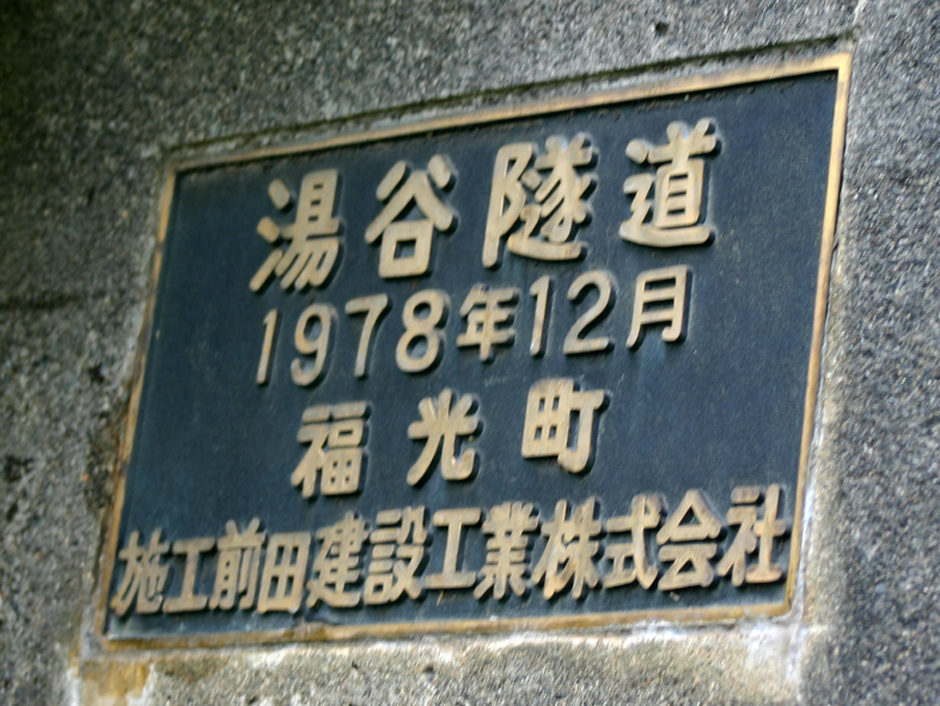 湯谷隧道
1978年12月
福光町
施工前田建設工業株式会社